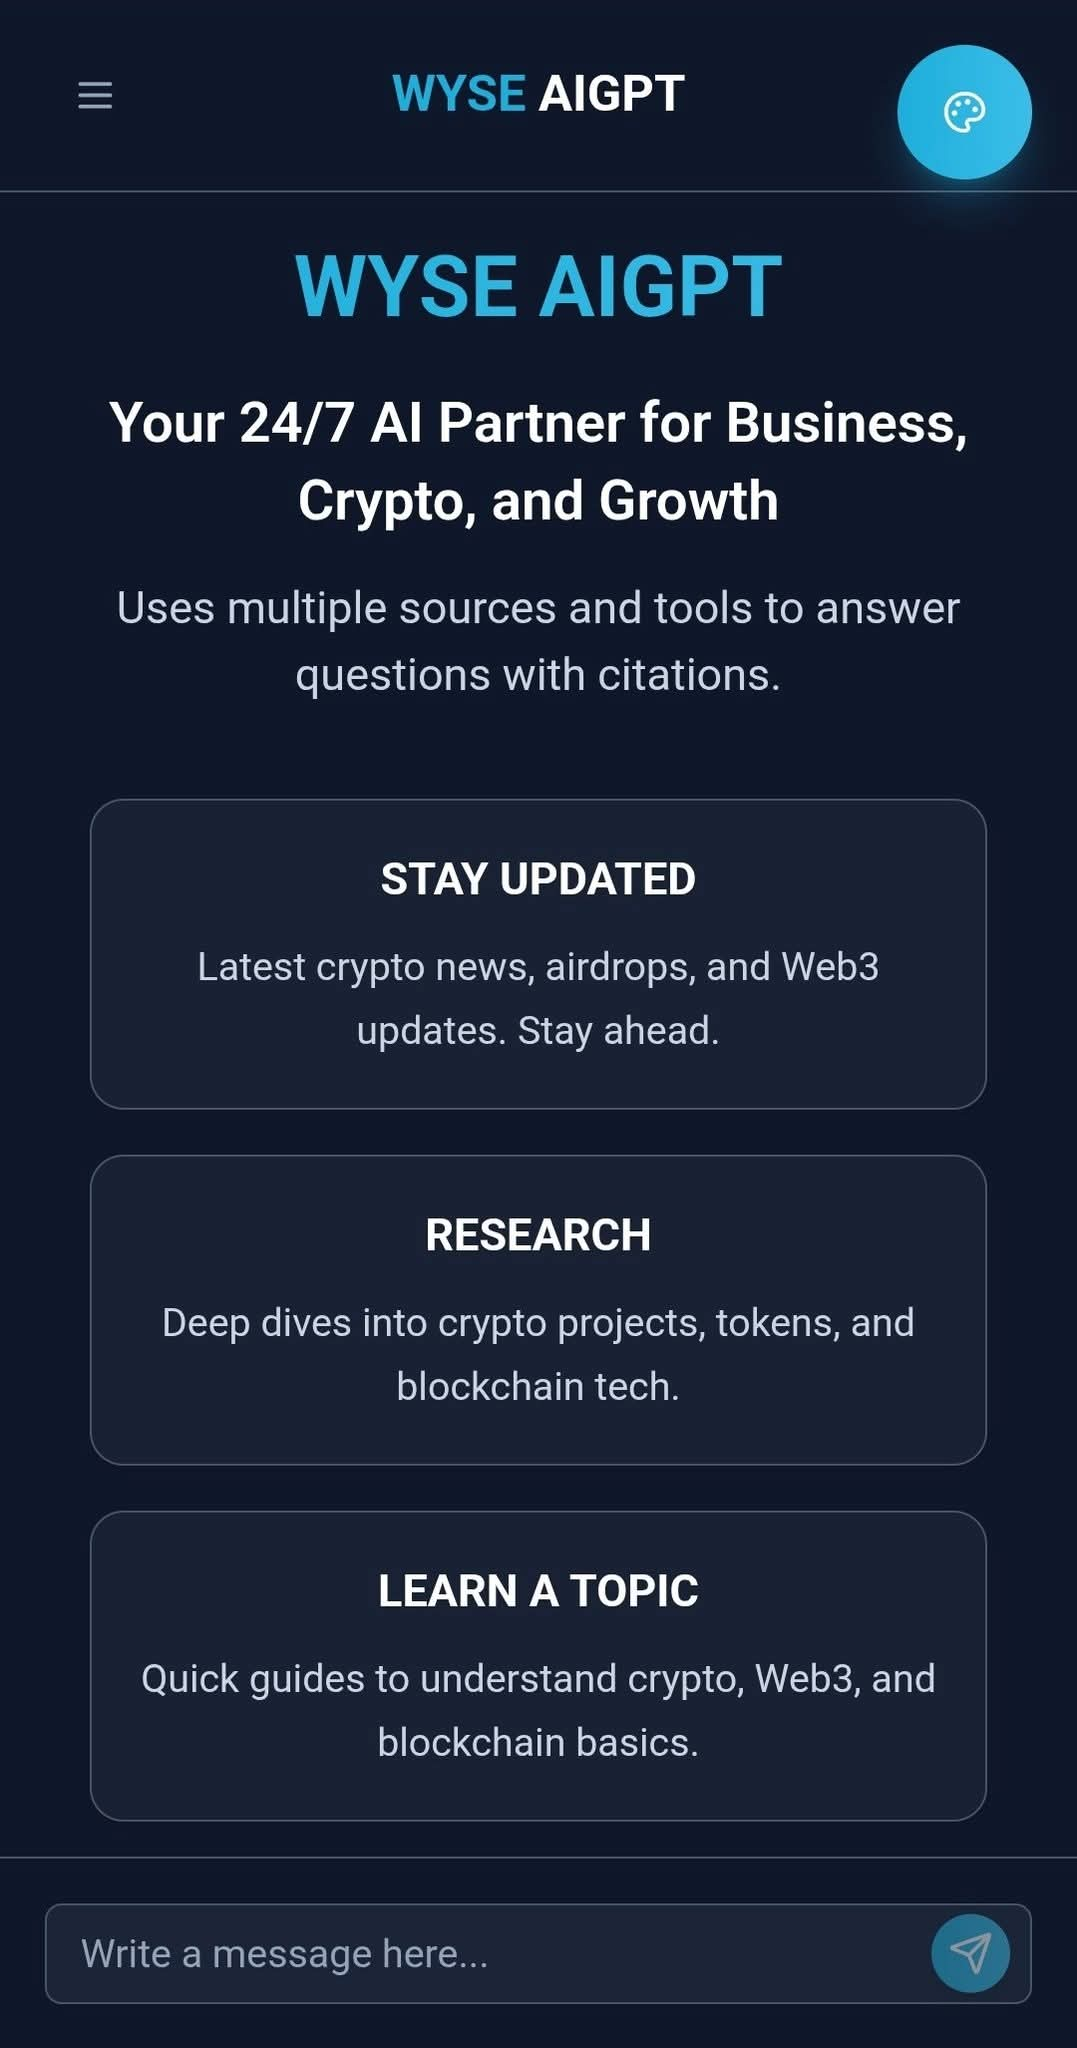 WYSE AIGPT
WYSE AIGPT
Your 24/7 AI Partner for Business,
Crypto, and Growth
Uses multiple sources and tools to answer
questions with citations.
STAY UPDATED
Latest crypto news, airdrops, and Web3
updates. Stay ahead.
RESEARCH
Deep dives into crypto projects, tokens, and
blockchain tech.
LEARN A TOPIC
Quick guides to understand crypto, Web3, and
blockchain basics.
Write a message here...